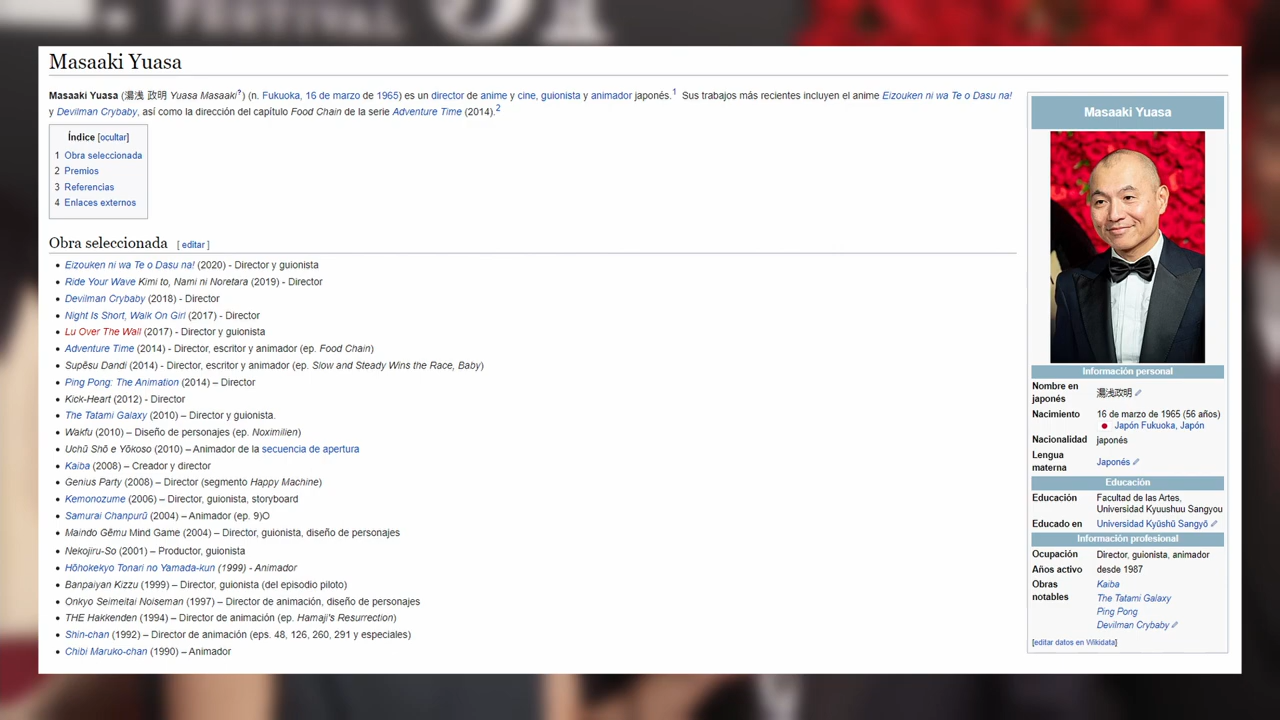 Masaaki Yuasa
Masaaki Yuasa (湯浅 政明 Yuasa Masaaki?) (n. Fukuoka, 16 de marzo de 1965) es un director de anime y cine, guionista y animador japonés.1 Sus trabajos más recientes incluyen el anime Eizouken ni wa Te o Dasu na!
y Devilman Crybaby, así como la dirección del capítulo Food Chain de la serie Adventure Time (2014).2
Índice [ocultar]
1 Obra seleccionada
2 Premios
3 Referencias
4 Enlaces externos
Obra seleccionada [ editar ]
• Eizouken ni wa Te o Dasu na! (2020) - Director y guionista
• Ride Your Wave Kimi to, Nami ni Noretara (2019) - Director
• Devilman Crybaby (2018) - Director
• Night Is Short, Walk On Girl (2017) - Director
• Lu Over The Wall (2017) - Director y guionista
• Adventure Time (2014) - Director, escritor y animador (ep. Food Chain)
• Supēsu Dandi (2014) - Director, escritor y animador (ep. Slow and Steady Wins the Race, Baby)
• Ping Pong: The Animation (2014) – Director
• Kick-Heart (2012) - Director
• The Tatami Galaxy (2010) – Director y guionista.
• Wakfu (2010) – Diseño de personajes (ep. Noximilien)
• Uchū Shō e Yōkoso (2010) – Animador de la secuencia de apertura
• Kaiba (2008) – Creador y director
• Genius Party (2008) – Director (segmento Happy Machine)
• Kemonozume (2006) – Director, guionista, storyboard
• Samurai Chanpurū (2004) – Animador (ep. 9)O
• Maindo Gēmu Mind Game (2004) – Director, guionista, diseño de personajes
• Nekojiru-So (2001) – Productor, guionista
• Hōhokekyo Tonari no Yamada-kun (1999) - Animador
• Banpaiyan Kizzu (1999) – Director, guionista (del episodio piloto)
• Onkyo Seimeitai Noiseman (1997) – Director de animación, diseño de personajes
• THE Hakkenden (1994) – Director de animación (ep. Hamaji's Resurrection)
• Shin-chan (1992) – Director de animación (eps. 48, 126, 260, 291 y especiales)
• Chibi Maruko-chan (1990) – Animador
Masaaki Yuasa
Información personal
Nombre en japonés 湯浅政明
Nacimiento 16 de marzo de 1965 (56 años)
Japón Fukuoka, Japón
Nacionalidad japonés
Lengua materna Japonés
Educación
Educación Facultad de las Artes,
Universidad Kyuushuu Sangyou
Educado en Universidad Kyūshū Sangyō
Información profesional
Ocupación Director, guionista, animador
Años activo desde 1987
Obras notables Kaiba
The Tatami Galaxy
Ping Pong
Devilman Crybaby
[editar datos en Wikidata]